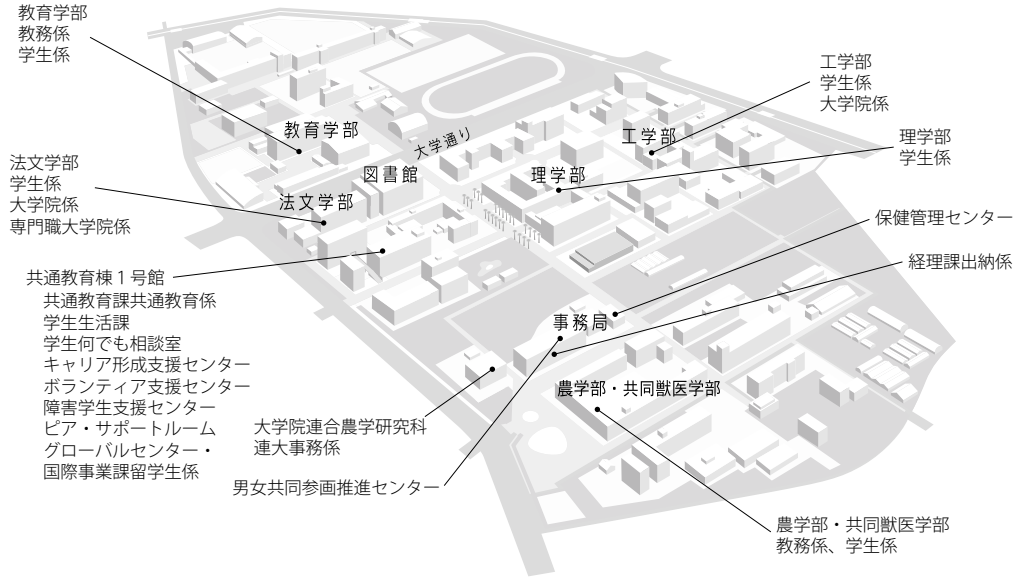 教育学部
教務係
学生係
工学部
学生係
大学院係
理学部
学生係
教育学部
大学通り
工学部
図書館
理学部
法文学部
法文学部
学生係
大学院係
専門職大学院係
保健管理センター
経理課出納係
共通教育棟１号館
共通教育課共通教育係
学生生活課
学生何でも相談室
キャリア形成支援センター
ボランティア支援センター
障害学生支援センター
ピア・サポートルーム
グローバルセンター・
国際事業課留学生係
事務局
農学部・共同獣医学部
大学院連合農学研究科
連大事務係
男女共同参画推進センター
農学部・共同獣医学部
教務係、学生係